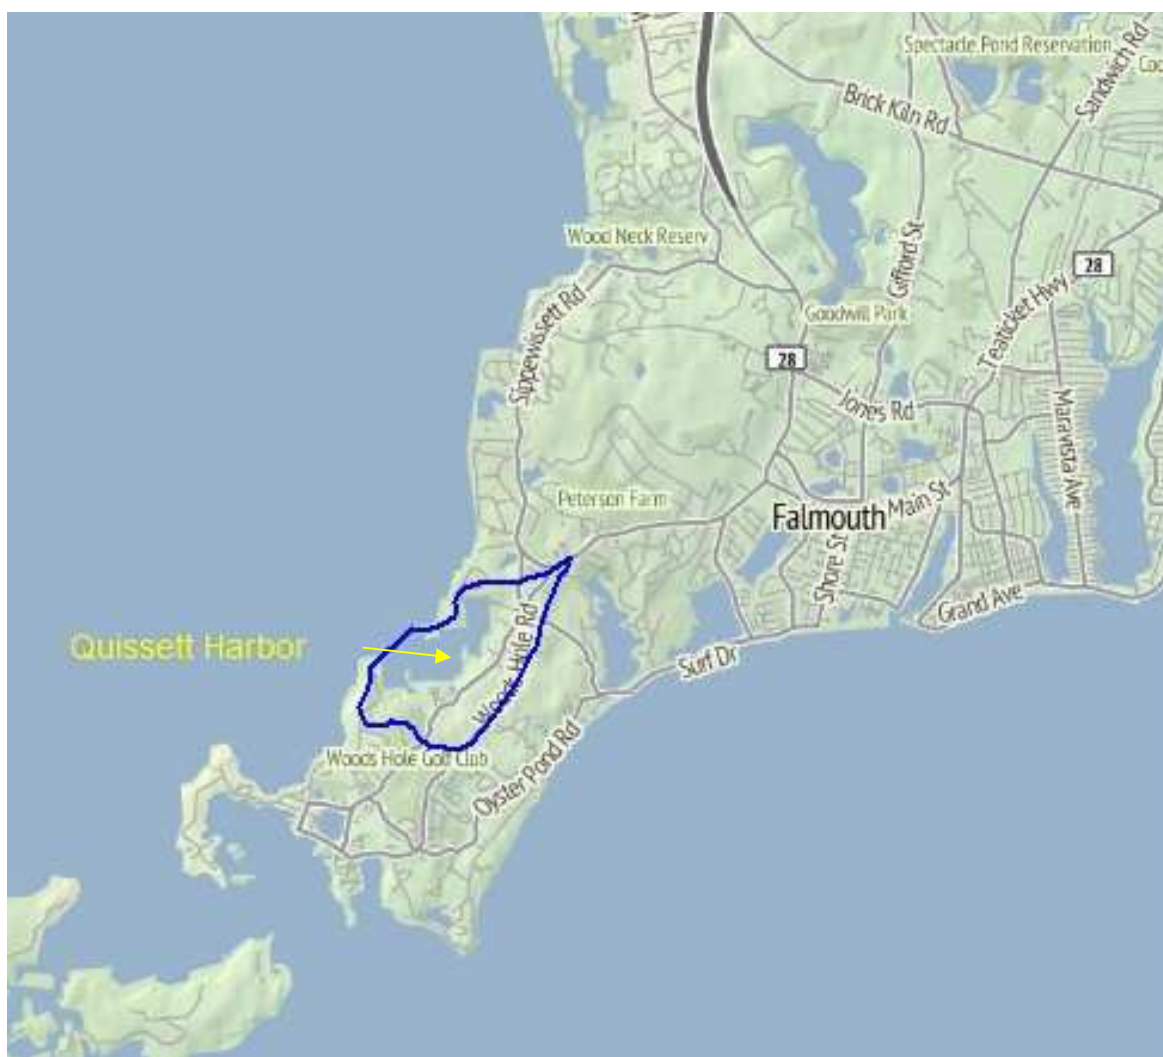 Spectacle Pond Reservation
Sandwich Rd
Brick Kiln Rd
Wood Neck Reserv
Gifford St
28
Sippewissett Rd
Goodwill Park
Teaticket Hwy
28
Jones Rd
Maravista Ave
Peterson Farm
Main St
Falmouth
Shore St
Grand Ave
Woods Hole Rd
Quissett Harbor
Surf Dr
Woods Hole Golf Club
Oyster Pond Rd